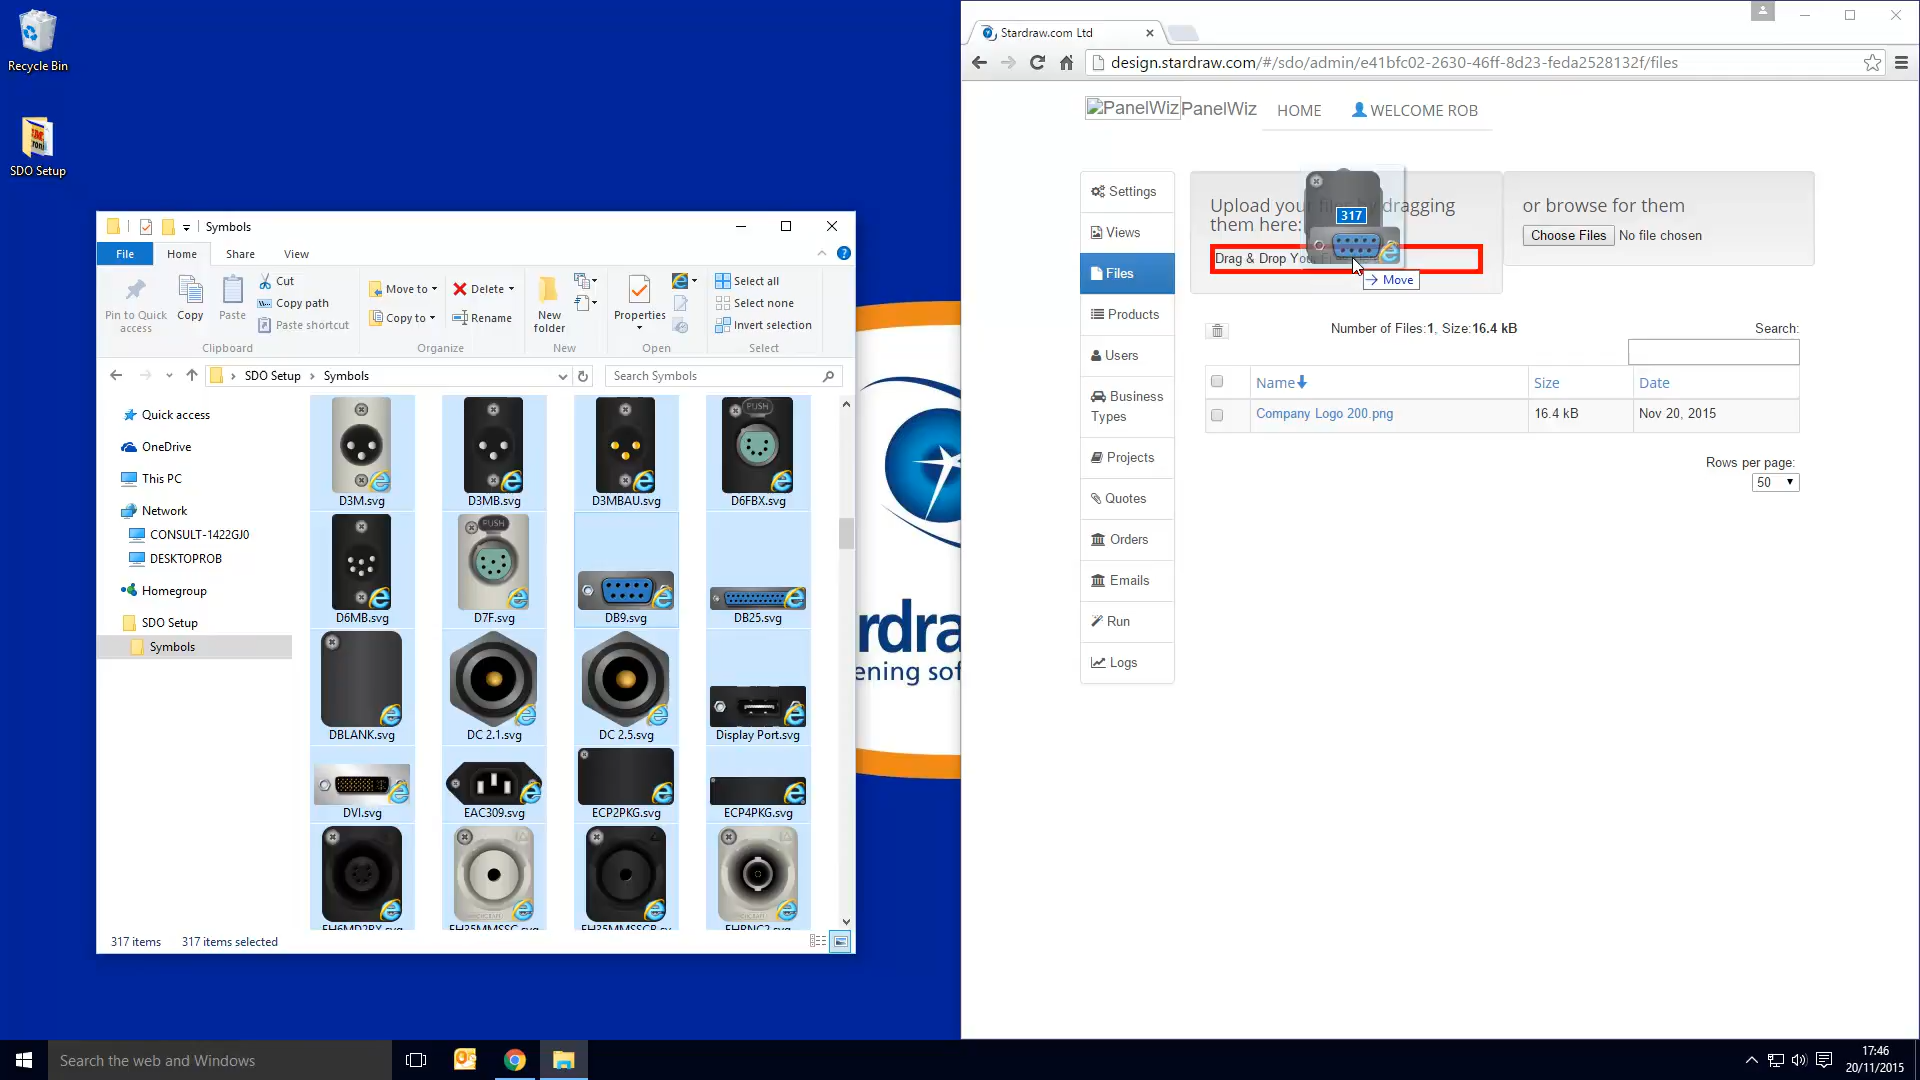 Recycle Bin
SDO Setup
Symbols
File Home Share View
Pin to Quick access
Copy
Paste
Cut
Copy path
Paste shortcut
Clipboard
Move to
Copy to
Delete
Rename
Organize
New folder
New
Properties
Open
Select all
Select none
Invert selection
Select
SDO Setup Symbols
Search Symbols
Quick access
OneDrive
This PC
Network
CONSULT-1422GJ0
DESKTOPROB
Homegroup
SDO Setup
Symbols
D3M.svg D3MB.svg D3MBAU.svg D6FBX.svg
D6MB.svg D7F.svg DB9.svg DB25.svg
DBLANK.svg DC 2.1.svg DC 2.5.svg Display Port.svg
DVI.svg EAC309.svg ECP2PKG.svg ECP4PKG.svg
317 items 317 items selected
rdra
ening sof
Stardraw.com Ltd
design.stardraw.com/#/sdo/admin/e41bfc02-2630-46ff-8d23-feda2528132f/files
PanelWiz PanelWiz HOME WELCOME ROB
Settings
Views
Files
Products
Users
Business Types
Projects
Quotes
Orders
Emails
Run
Logs
Upload your files by dragging
them here:
Drag & Drop
317
Move
or browse for them
Choose Files No file chosen
Number of Files:1, Size:16.4 kB
Search:
Name Size Date
Company Logo 200.png 16.4 kB Nov 20, 2015
Rows per page:
50
Search the web and Windows
17:46
20/11/2015